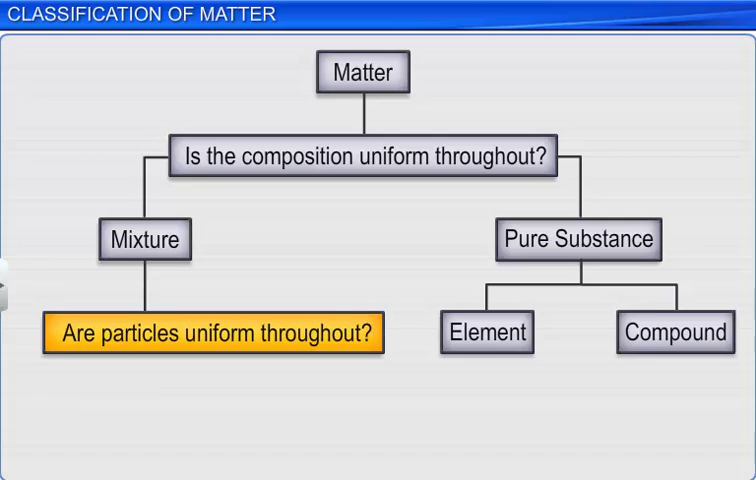 CLASSIFICATION OF MATTER
Matter
Is the composition uniform throughout?
Mixture
Pure Substance
Are particles uniform throughout?
Element
Compound